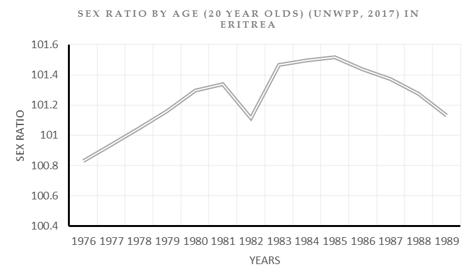 SEX RATIO BY AGE (20 YEAR OLDS) (UNWPP, 2017) IN
ERITREA
101.6
101.4
101.2
101
100.8
100.6
100.4
SEX RATIO
1976 1977 1978 1979 1980 1981 1982 1983 1984 1985 1986 1987 1988 1989
YEARS